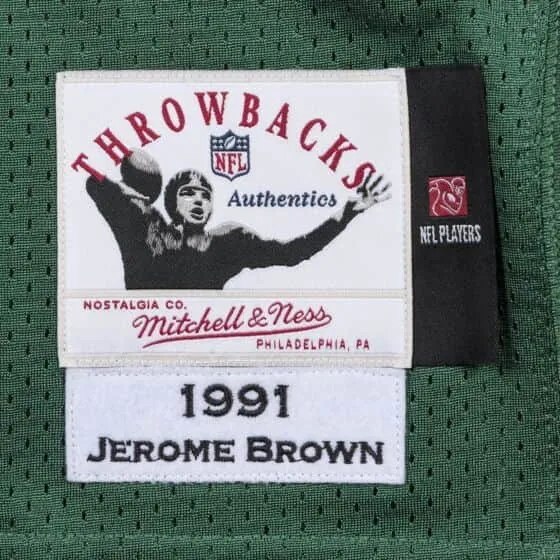 THROWBACKS
NFL
Authentics
NFL PLAYERS
NOSTALGIA CO.
Mitchell & Ness
PHILADELPHIA, PA
1991
JEROME BROWN